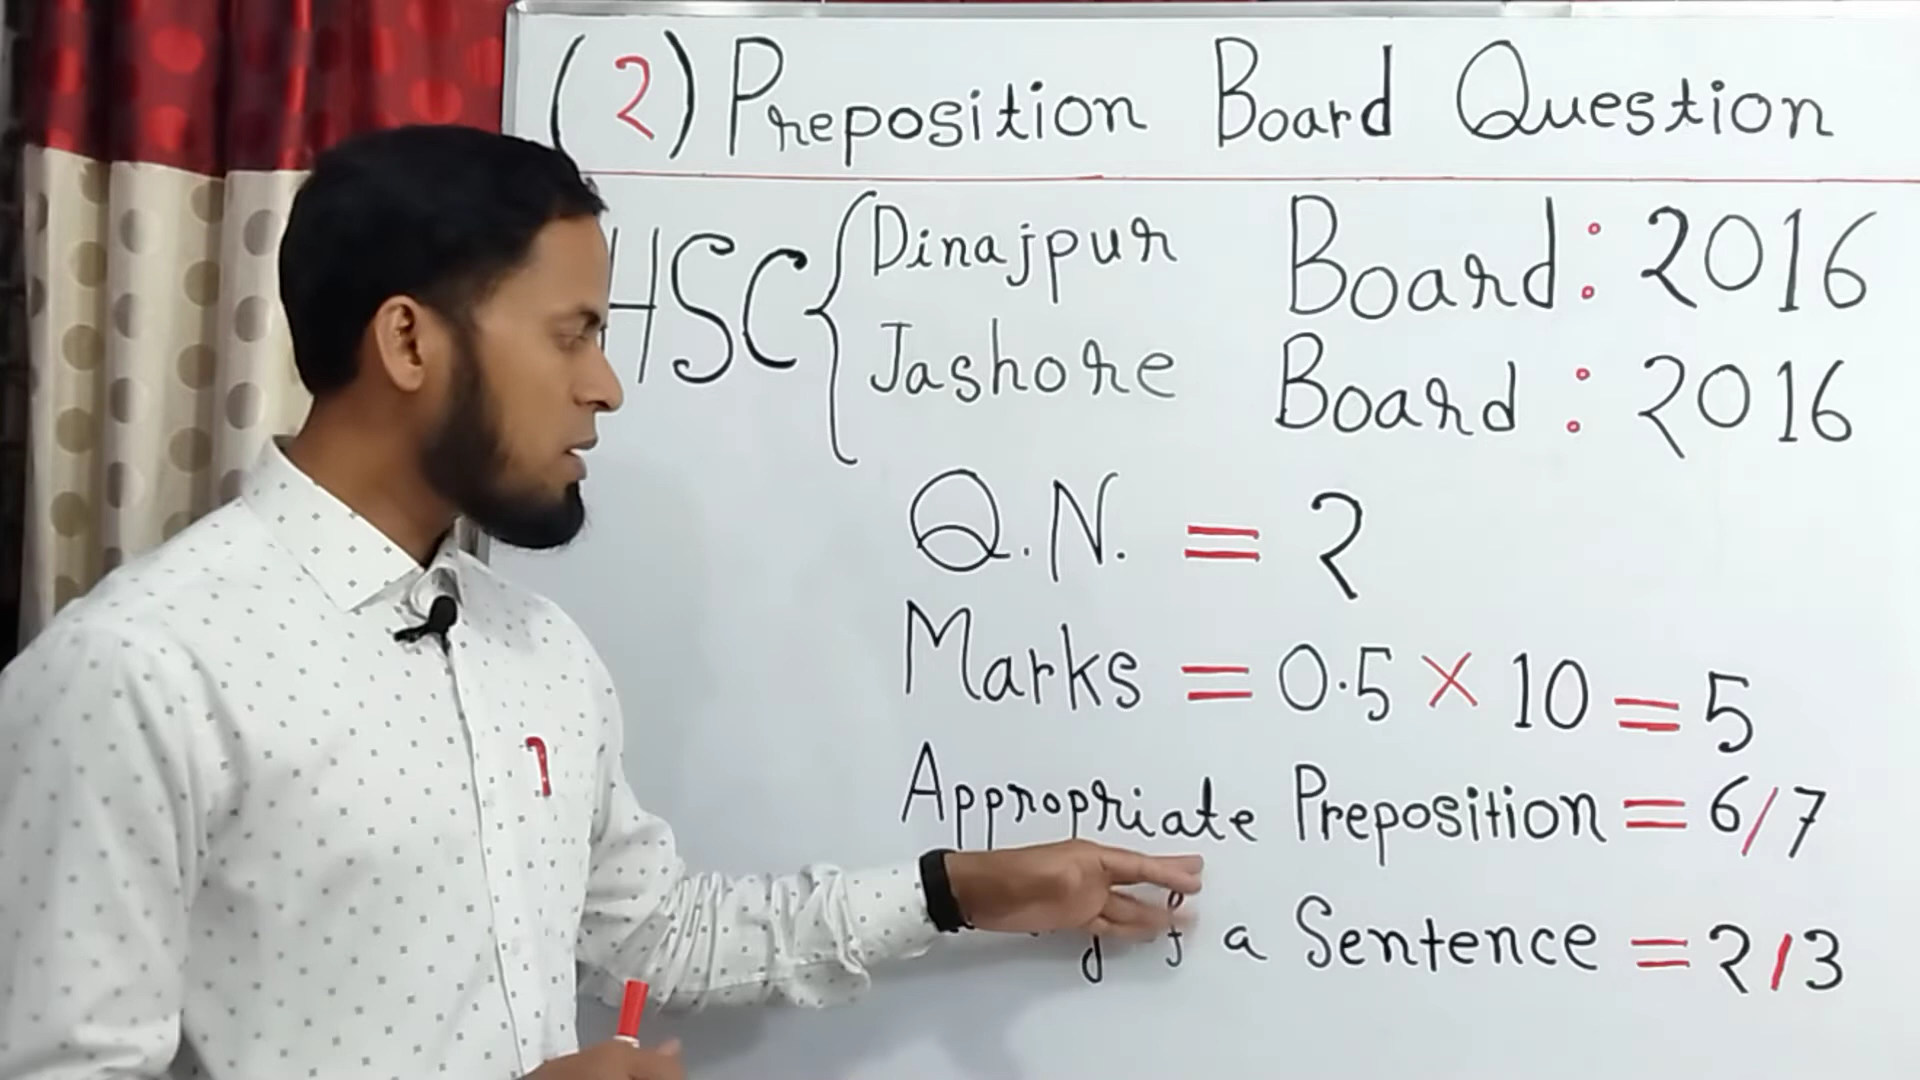 (2) Preposition Board Question
HSC { Dinajpur Board : 2016
Jashore Board : 2016
Q.N. = 2
Marks = 0.5 × 10 = 5
Appropriate Preposition = 6/7
a Sentence = 2/3